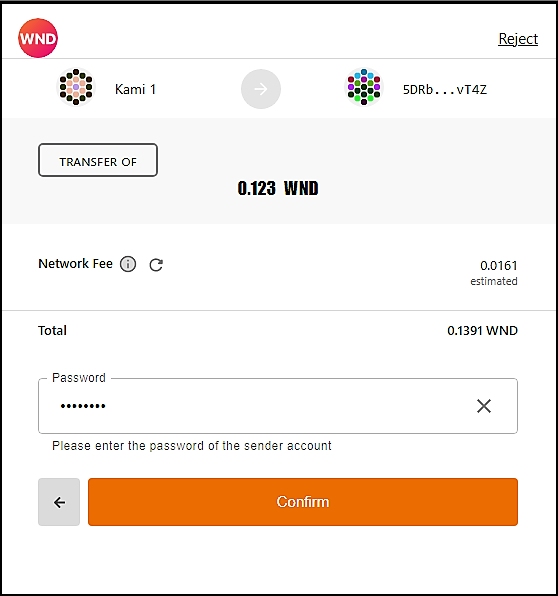 WND
Reject
Kami 1
5DRb...vT4Z
TRANSFER OF
0.123 WND
Network Fee
0.0161
estimated
Total
0.1391 WND
Password
••••••••
Please enter the password of the sender account
Confirm